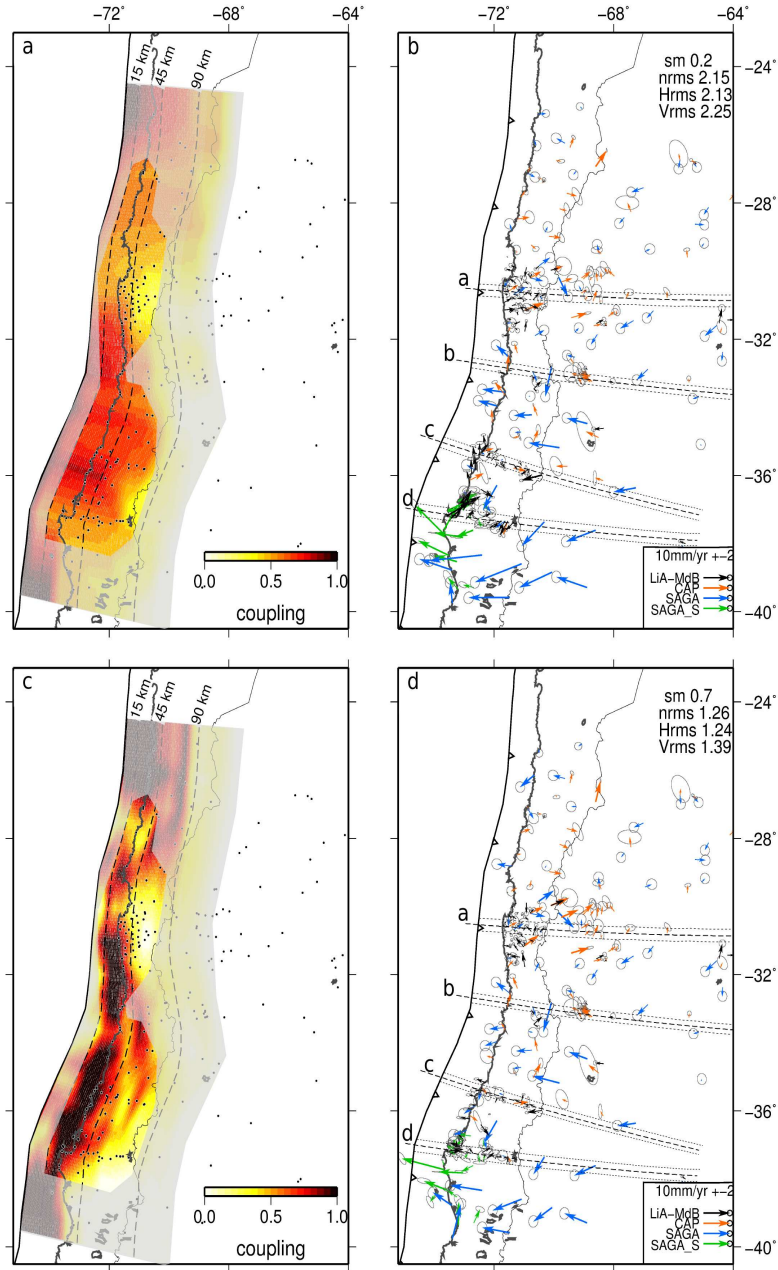 −72° −68° −64° −72° −68° −64°
a
15 km
45 km
90 km
0.0 0.5 1.0
coupling
b
sm 0.2
nrms 2.15
Hrms 2.13
Vrms 2.25
−24°
−28°
−32°
−36°
−40°
a
b
c
d
10mm/yr +−2
LiA−MdB
CAP
SAGA
SAGA_S
c
15 km
45 km
90 km
0.0 0.5 1.0
coupling
d
sm 0.7
nrms 1.26
Hrms 1.24
Vrms 1.39
−24°
−28°
−32°
−36°
−40°
a
b
c
d
10mm/yr +−2
LiA−MdB
CAP
SAGA
SAGA_S